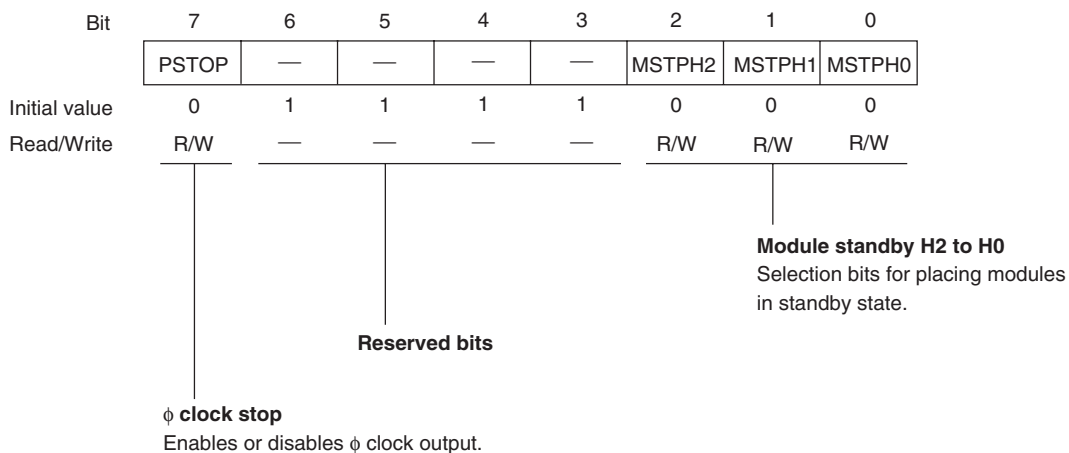 Bit 7 6 5 4 3 2 1 0
PSTOP — — — — MSTPH2 MSTPH1 MSTPH0
Initial value 0 1 1 1 1 0 0 0
Read/Write R/W — — — — R/W R/W R/W
Module standby H2 to H0
Selection bits for placing modules
in standby state.
Reserved bits
ϕ clock stop
Enables or disables ϕ clock output.